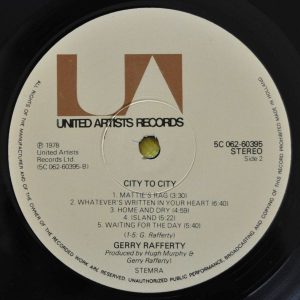 UA
UNITED ARTISTS RECORDS
℗ 1978
United Artists
Records Ltd.
(5C 062-60395-B)
5C 062-60395
STEREO
Side 2
CITY TO CITY
1. MATTIE'S RAG (3:30)
2. WHATEVER'S WRITTEN IN YOUR HEART (6:40)
3. HOME AND DRY (4:59)
4. ISLAND (5:22)
5. WAITING FOR THE DAY (5:40)
(1-5: G. Rafferty)
GERRY RAFFERTY
Produced by Hugh Murphy &
Gerry Rafferty
STEMRA
ALL RIGHTS OF THE MANUFACTURER AND OF THE OWNER OF THE RECORDED WORK RESERVED. UNAUTHORIZED PUBLIC PERFORMANCE, BROADCASTING AND COPYING OF THIS RECORD PROHIBITED. MADE IN HOLLAND